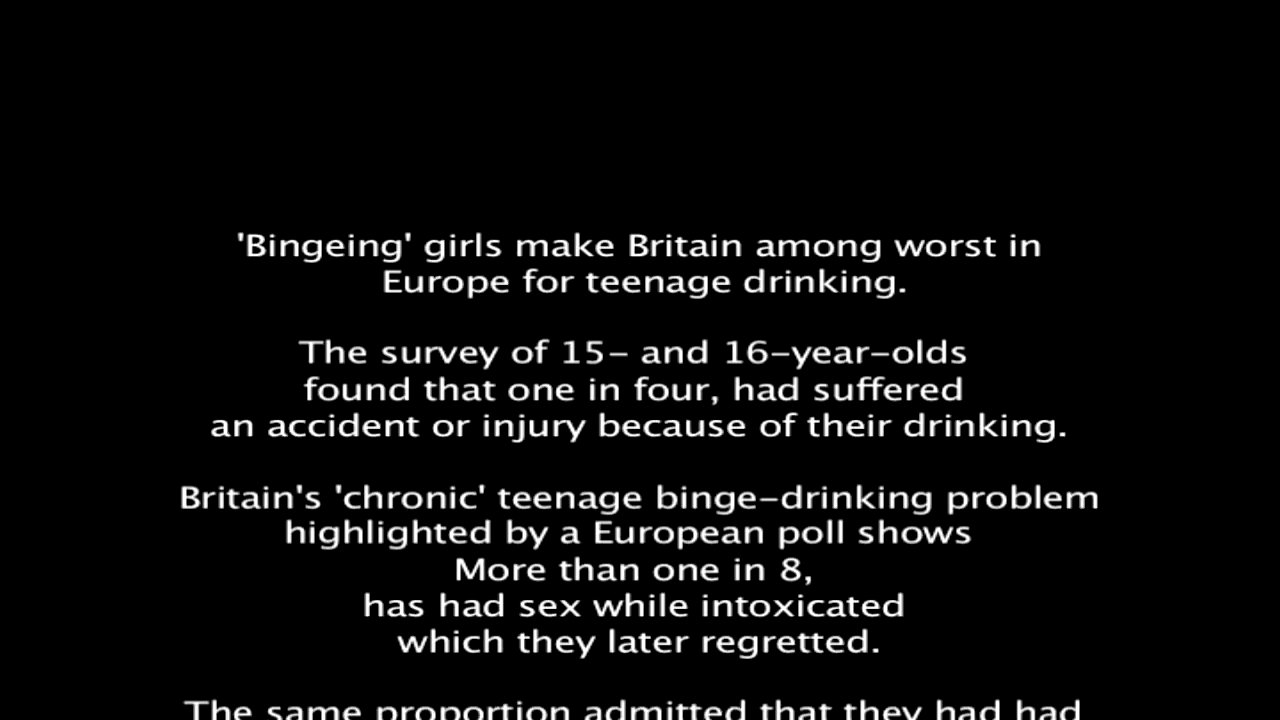 'Bingeing' girls make Britain among worst in
Europe for teenage drinking.
The survey of 15– and 16–year–olds
found that one in four, had suffered
an accident or injury because of their drinking.
Britain's 'chronic' teenage binge–drinking problem
highlighted by a European poll shows
More than one in 8,
has had sex while intoxicated
which they later regretted.
The same proportion admitted that they had had